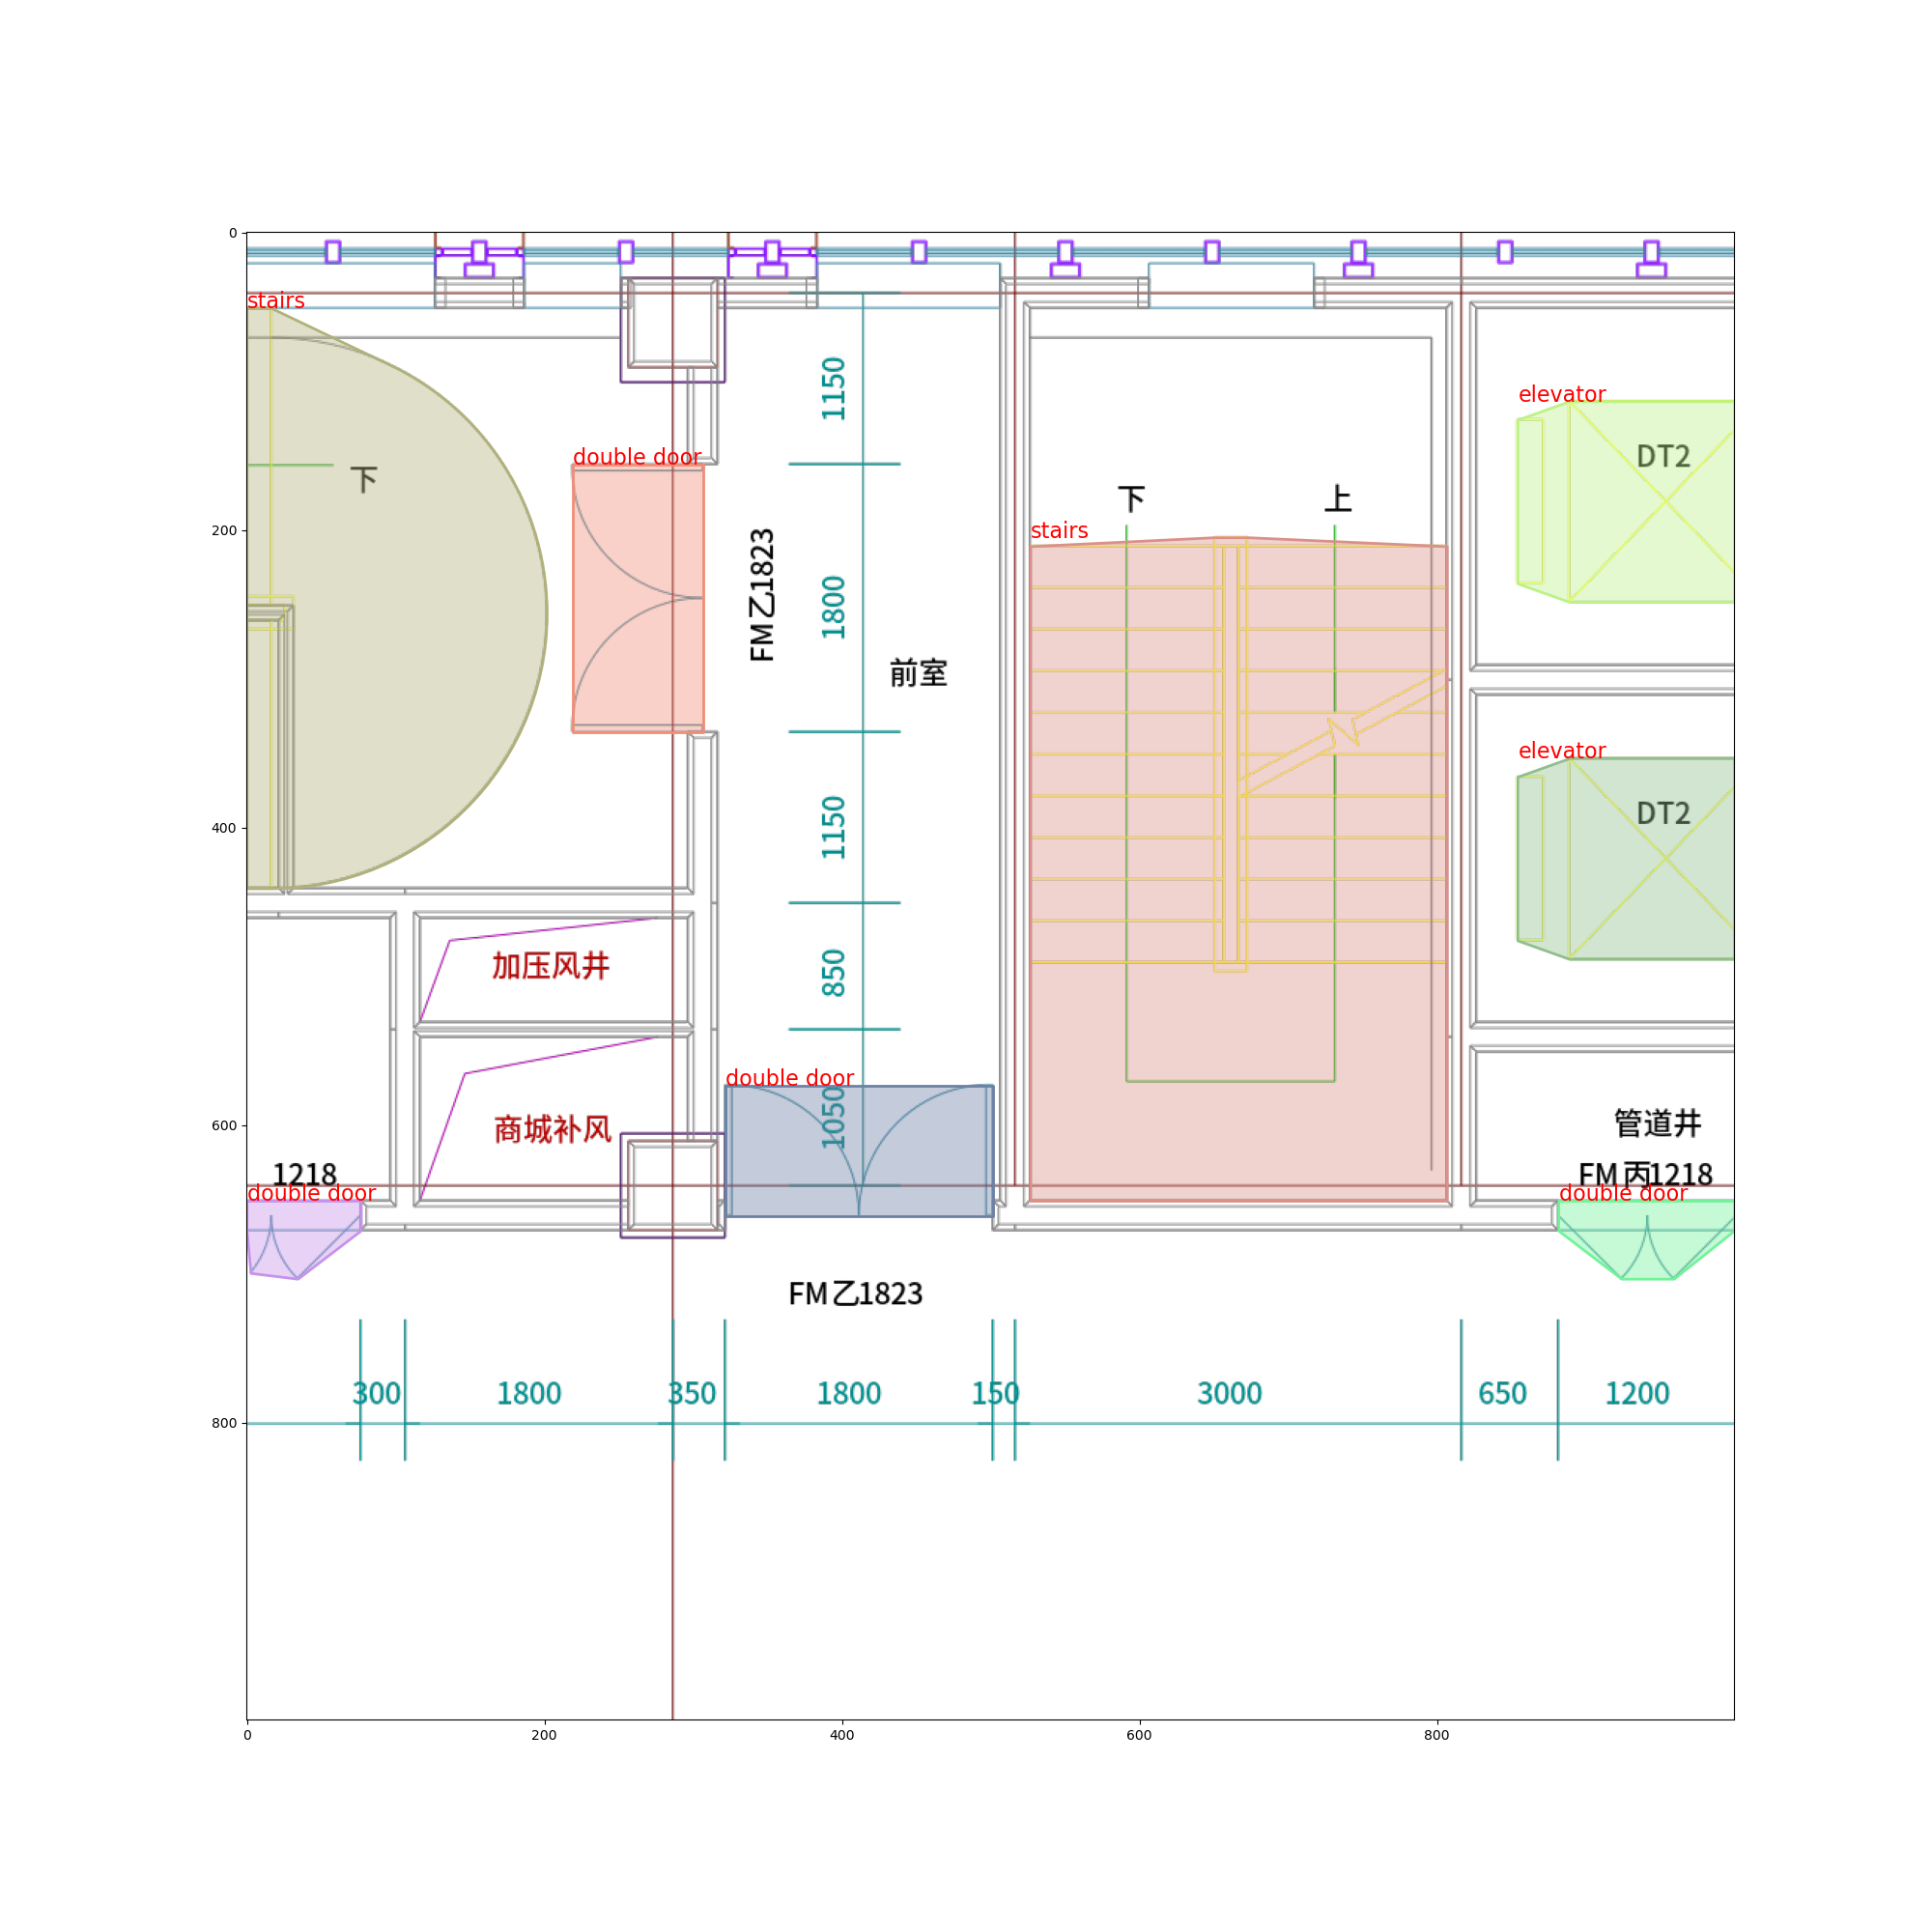 0
stairs
elevator
1150
DT2
double door
下
下
上
200
stairs
FM乙1823
1800
前室
elevator
400
1150
DT2
加压风井
850
double door
1050
商城补风
管道井
600
1218
FM丙1218
double door
double door
FM乙1823
300
1800
350
1800
150
3000
650
1200
800
0
200
400
600
800